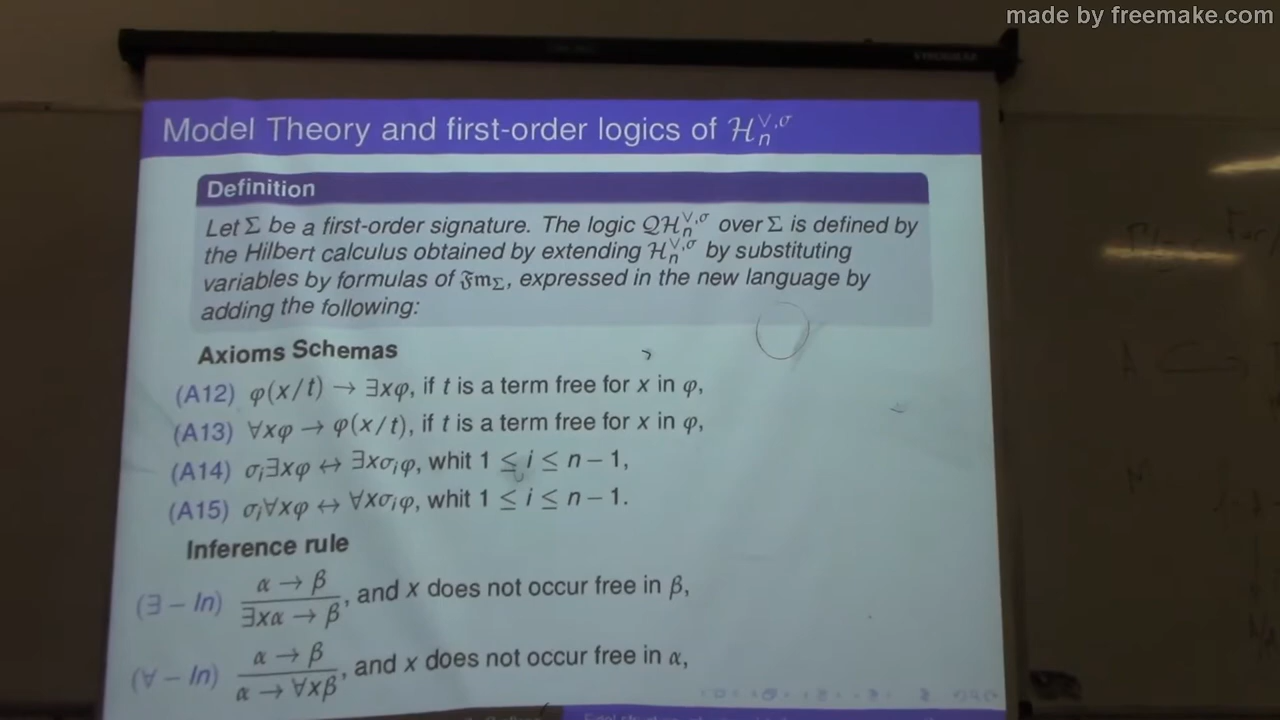 made by freemake.com
Model Theory and first-order logics of ℋₙ^∨,σ
Definition
Let Σ be a first-order signature. The logic 𝒬ℋₙ^∨,σ over Σ is defined by
the Hilbert calculus obtained by extending ℋₙ^∨,σ by substituting
variables by formulas of 𝔉𝔪_Σ, expressed in the new language by
adding the following:
Axioms Schemas
(A12) φ(x/t) → ∃xφ, if t is a term free for x in φ,
(A13) ∀xφ → φ(x/t), if t is a term free for x in φ,
(A14) σᵢ∃xφ ↔ ∃xσᵢφ, whit 1 ≤ i ≤ n − 1,
(A15) σᵢ∀xφ ↔ ∀xσᵢφ, whit 1 ≤ i ≤ n − 1.
Inference rule
(∃ − In) α → β / ∃xα → β, and x does not occur free in β,
(∀ − In) α → β / α → ∀xβ, and x does not occur free in α,